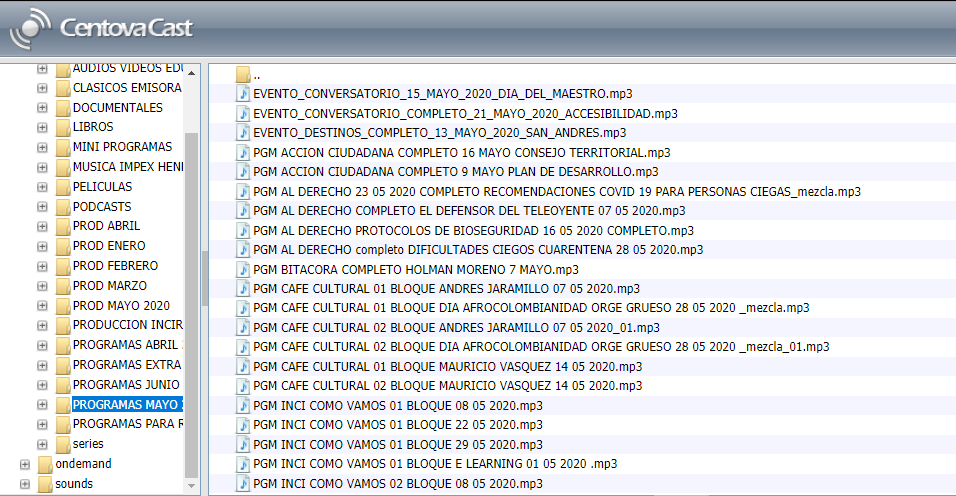 CentovaCast
AUDIOS VIDEOS EDU
CLASICOS EMISORA
DOCUMENTALES
LIBROS
MINI PROGRAMAS
MUSICA IMPEX HENI
PELICULAS
PODCASTS
PROD ABRIL
PROD ENERO
PROD FEBRERO
PROD MARZO
PROD MAYO 2020
PRODUCCION INCIR
PROGRAMAS ABRIL
PROGRAMAS EXTRA
PROGRAMAS JUNIO
PROGRAMAS MAYO
PROGRAMAS PARA R
series
ondemand
sounds
..
EVENTO_CONVERSATORIO_15_MAYO_2020_DIA_DEL_MAESTRO.mp3
EVENTO_CONVERSATORIO_COMPLETO_21_MAYO_2020_ACCESIBILIDAD.mp3
EVENTO_DESTINOS_COMPLETO_13_MAYO_2020_SAN_ANDRES.mp3
PGM ACCION CIUDADANA COMPLETO 16 MAYO CONSEJO TERRITORIAL.mp3
PGM ACCION CIUDADANA COMPLETO 9 MAYO PLAN DE DESARROLLO.mp3
PGM AL DERECHO 23 05 2020 COMPLETO RECOMENDACIONES COVID 19 PARA PERSONAS CIEGAS_mezcla.mp3
PGM AL DERECHO COMPLETO EL DEFENSOR DEL TELEOYENTE 07 05 2020.mp3
PGM AL DERECHO PROTOCOLOS DE BIOSEGURIDAD 16 05 2020 COMPLETO.mp3
PGM AL DERECHO completo DIFICULTADES CIEGOS CUARENTENA 28 05 2020.mp3
PGM BITACORA COMPLETO HOLMAN MORENO 7 MAYO.mp3
PGM CAFE CULTURAL 01 BLOQUE ANDRES JARAMILLO 07 05 2020.mp3
PGM CAFE CULTURAL 01 BLOQUE DIA AFROCOLOMBIANIDAD ORGE GRUESO 28 05 2020 _mezcla.mp3
PGM CAFE CULTURAL 02 BLOQUE ANDRES JARAMILLO 07 05 2020_01.mp3
PGM CAFE CULTURAL 02 BLOQUE DIA AFROCOLOMBIANIDAD ORGE GRUESO 28 05 2020 _mezcla_01.mp3
PGM CAFE CULTURAL 01 BLOQUE MAURICIO VASQUEZ 14 05 2020.mp3
PGM CAFE CULTURAL 02 BLOQUE MAURICIO VASQUEZ 14 05 2020.mp3
PGM INCI COMO VAMOS 01 BLOQUE 08 05 2020.mp3
PGM INCI COMO VAMOS 01 BLOQUE 22 05 2020.mp3
PGM INCI COMO VAMOS 01 BLOQUE 29 05 2020.mp3
PGM INCI COMO VAMOS 01 BLOQUE E LEARNING 01 05 2020 .mp3
PGM INCI COMO VAMOS 02 BLOQUE 08 05 2020.mp3